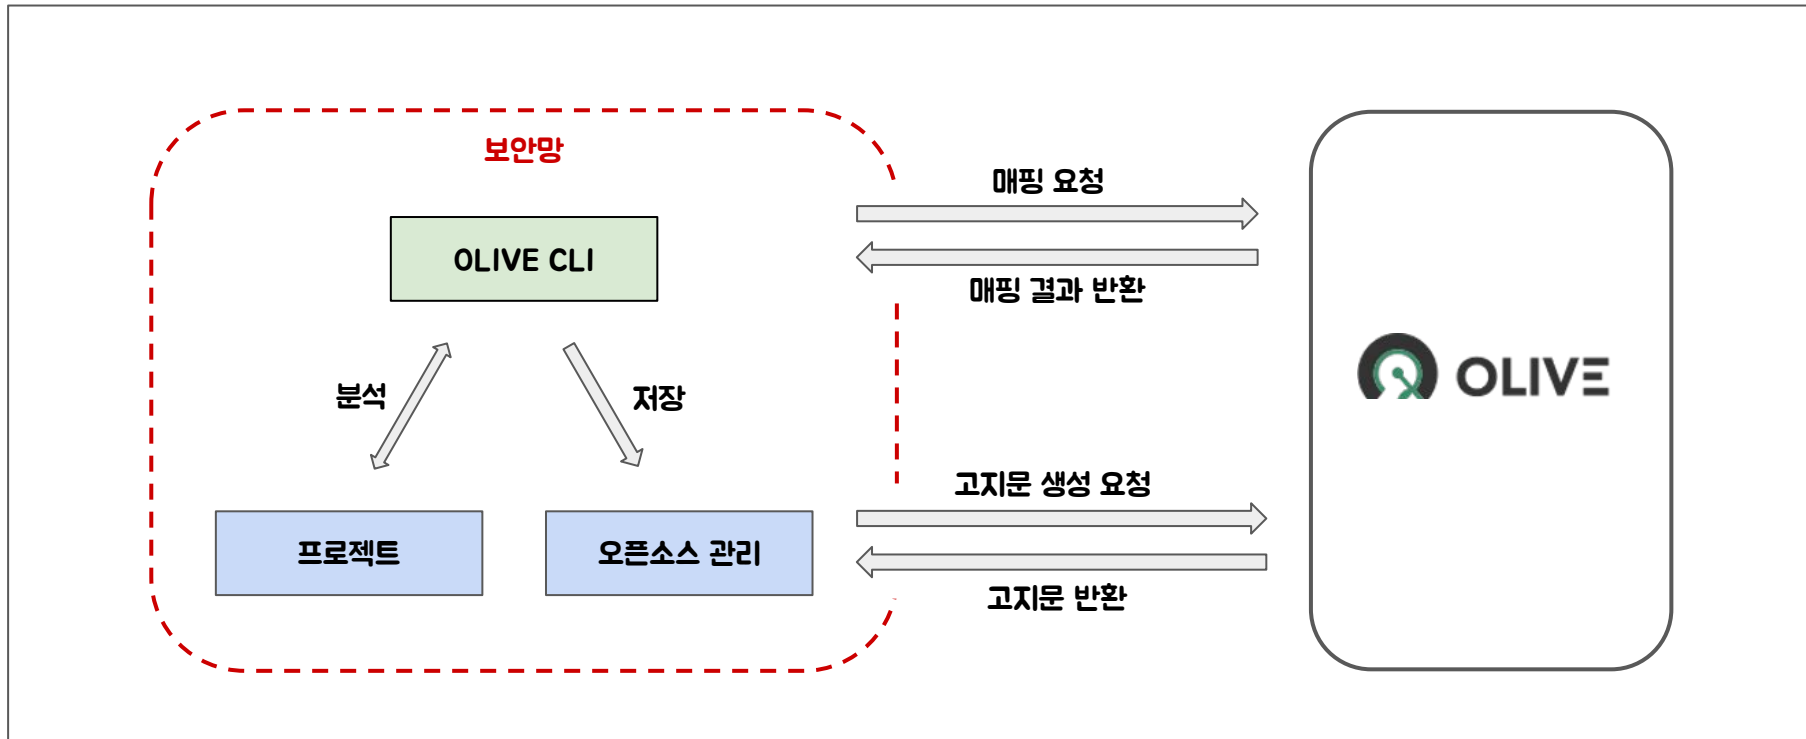 보안망
OLIVE CLI
분석
저장
프로젝트
오픈소스 관리
매핑 요청
매핑 결과 반환
고지문 생성 요청
고지문 반환
OLIVE